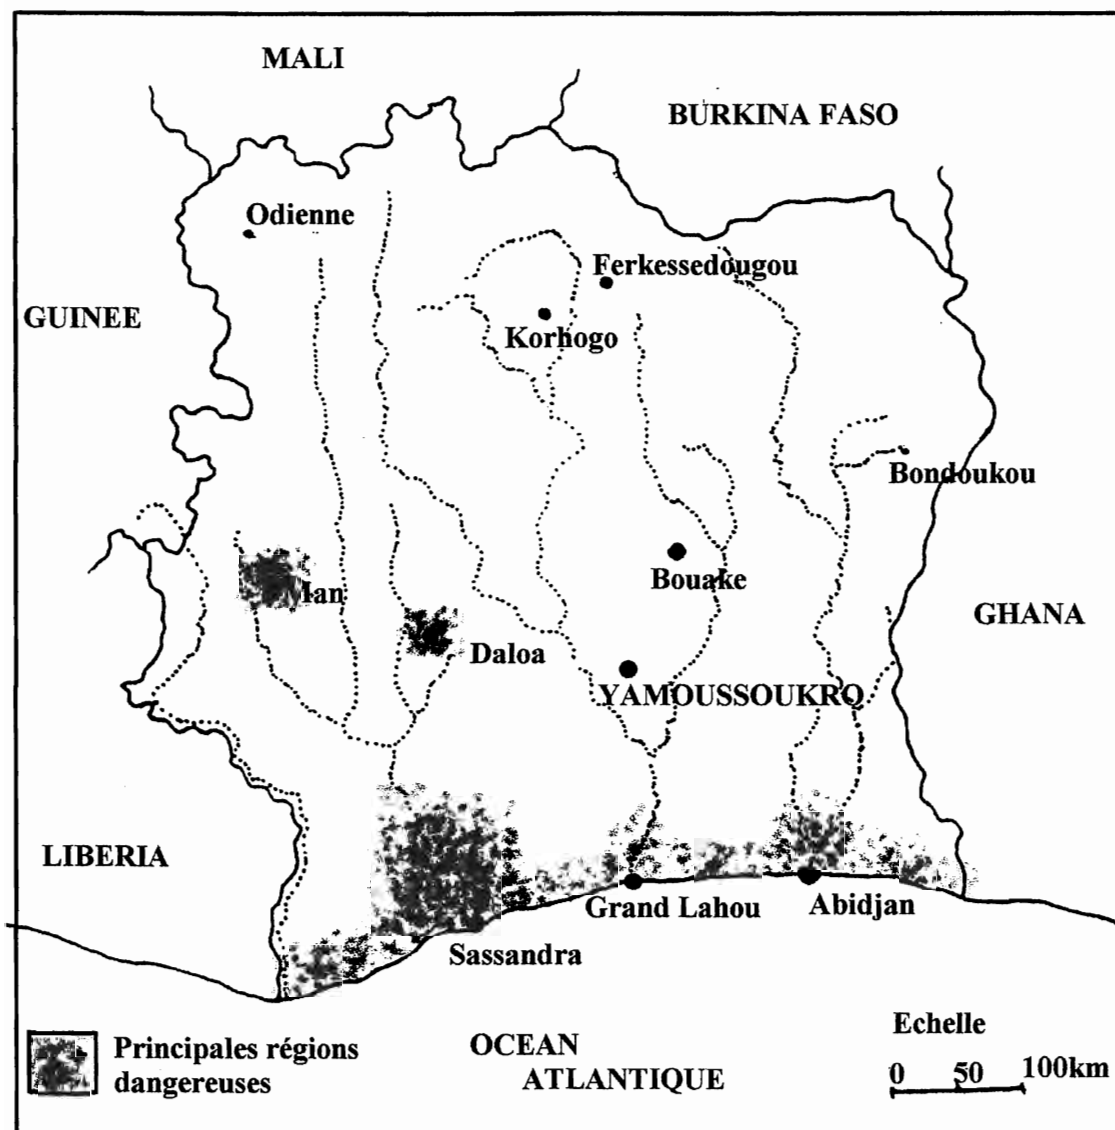 MALI
BURKINA FASO
Odienne
Ferkessedougou
GUINEE
Korhogo
Bondoukou
Bouake
Man
GHANA
Daloa
YAMOUSSOUKRO
LIBERIA
Grand Lahou
Abidjan
Sassandra
Echelle
Principales régions
dangereuses
OCEAN
ATLANTIQUE
0 50 100km